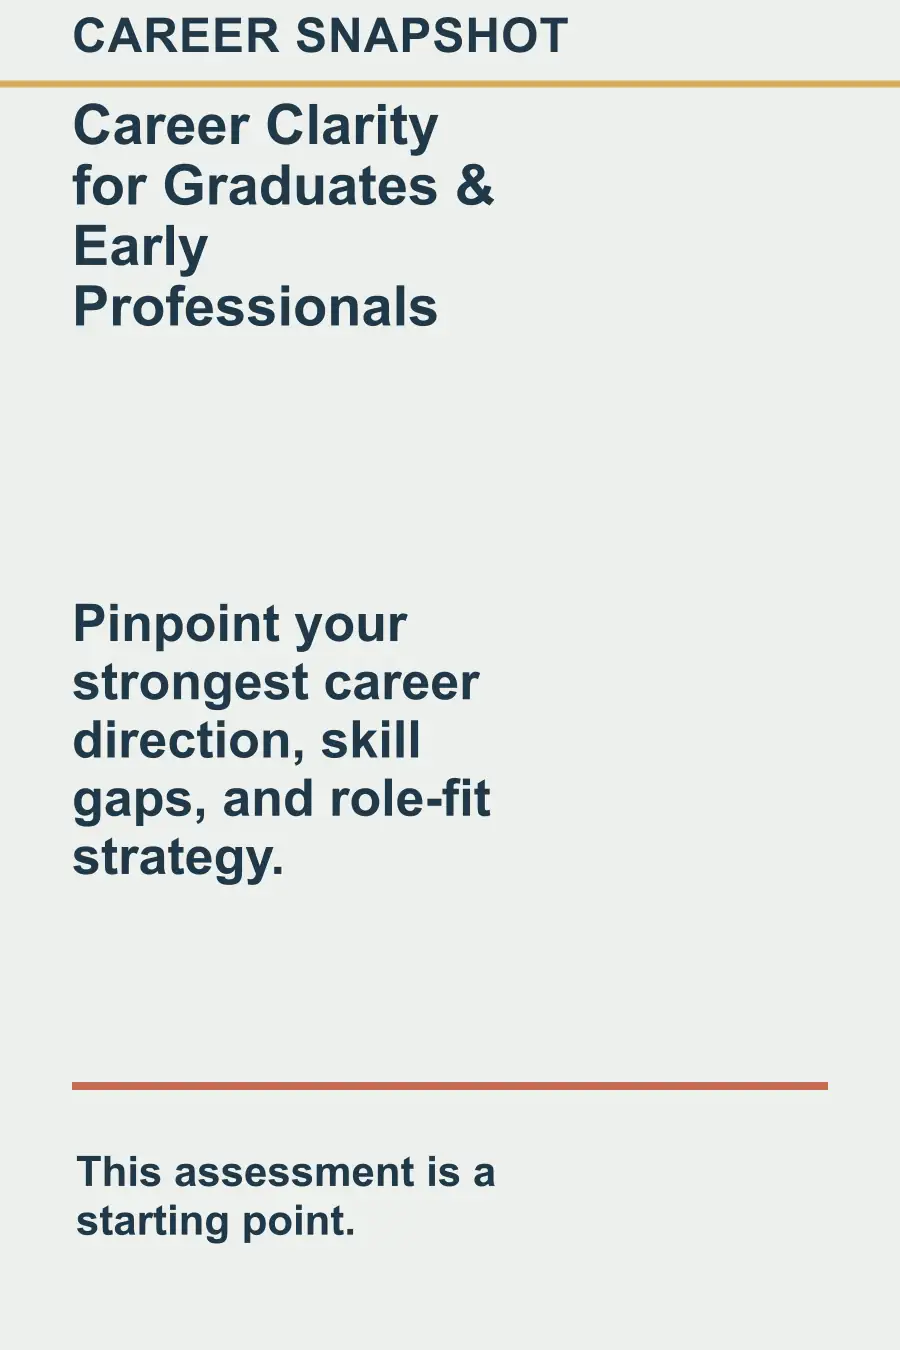 CAREER SNAPSHOT
Career Clarity
for Graduates &
Early
Professionals
Pinpoint your
strongest career
direction, skill
gaps, and role-fit
strategy.
This assessment is a
starting point.